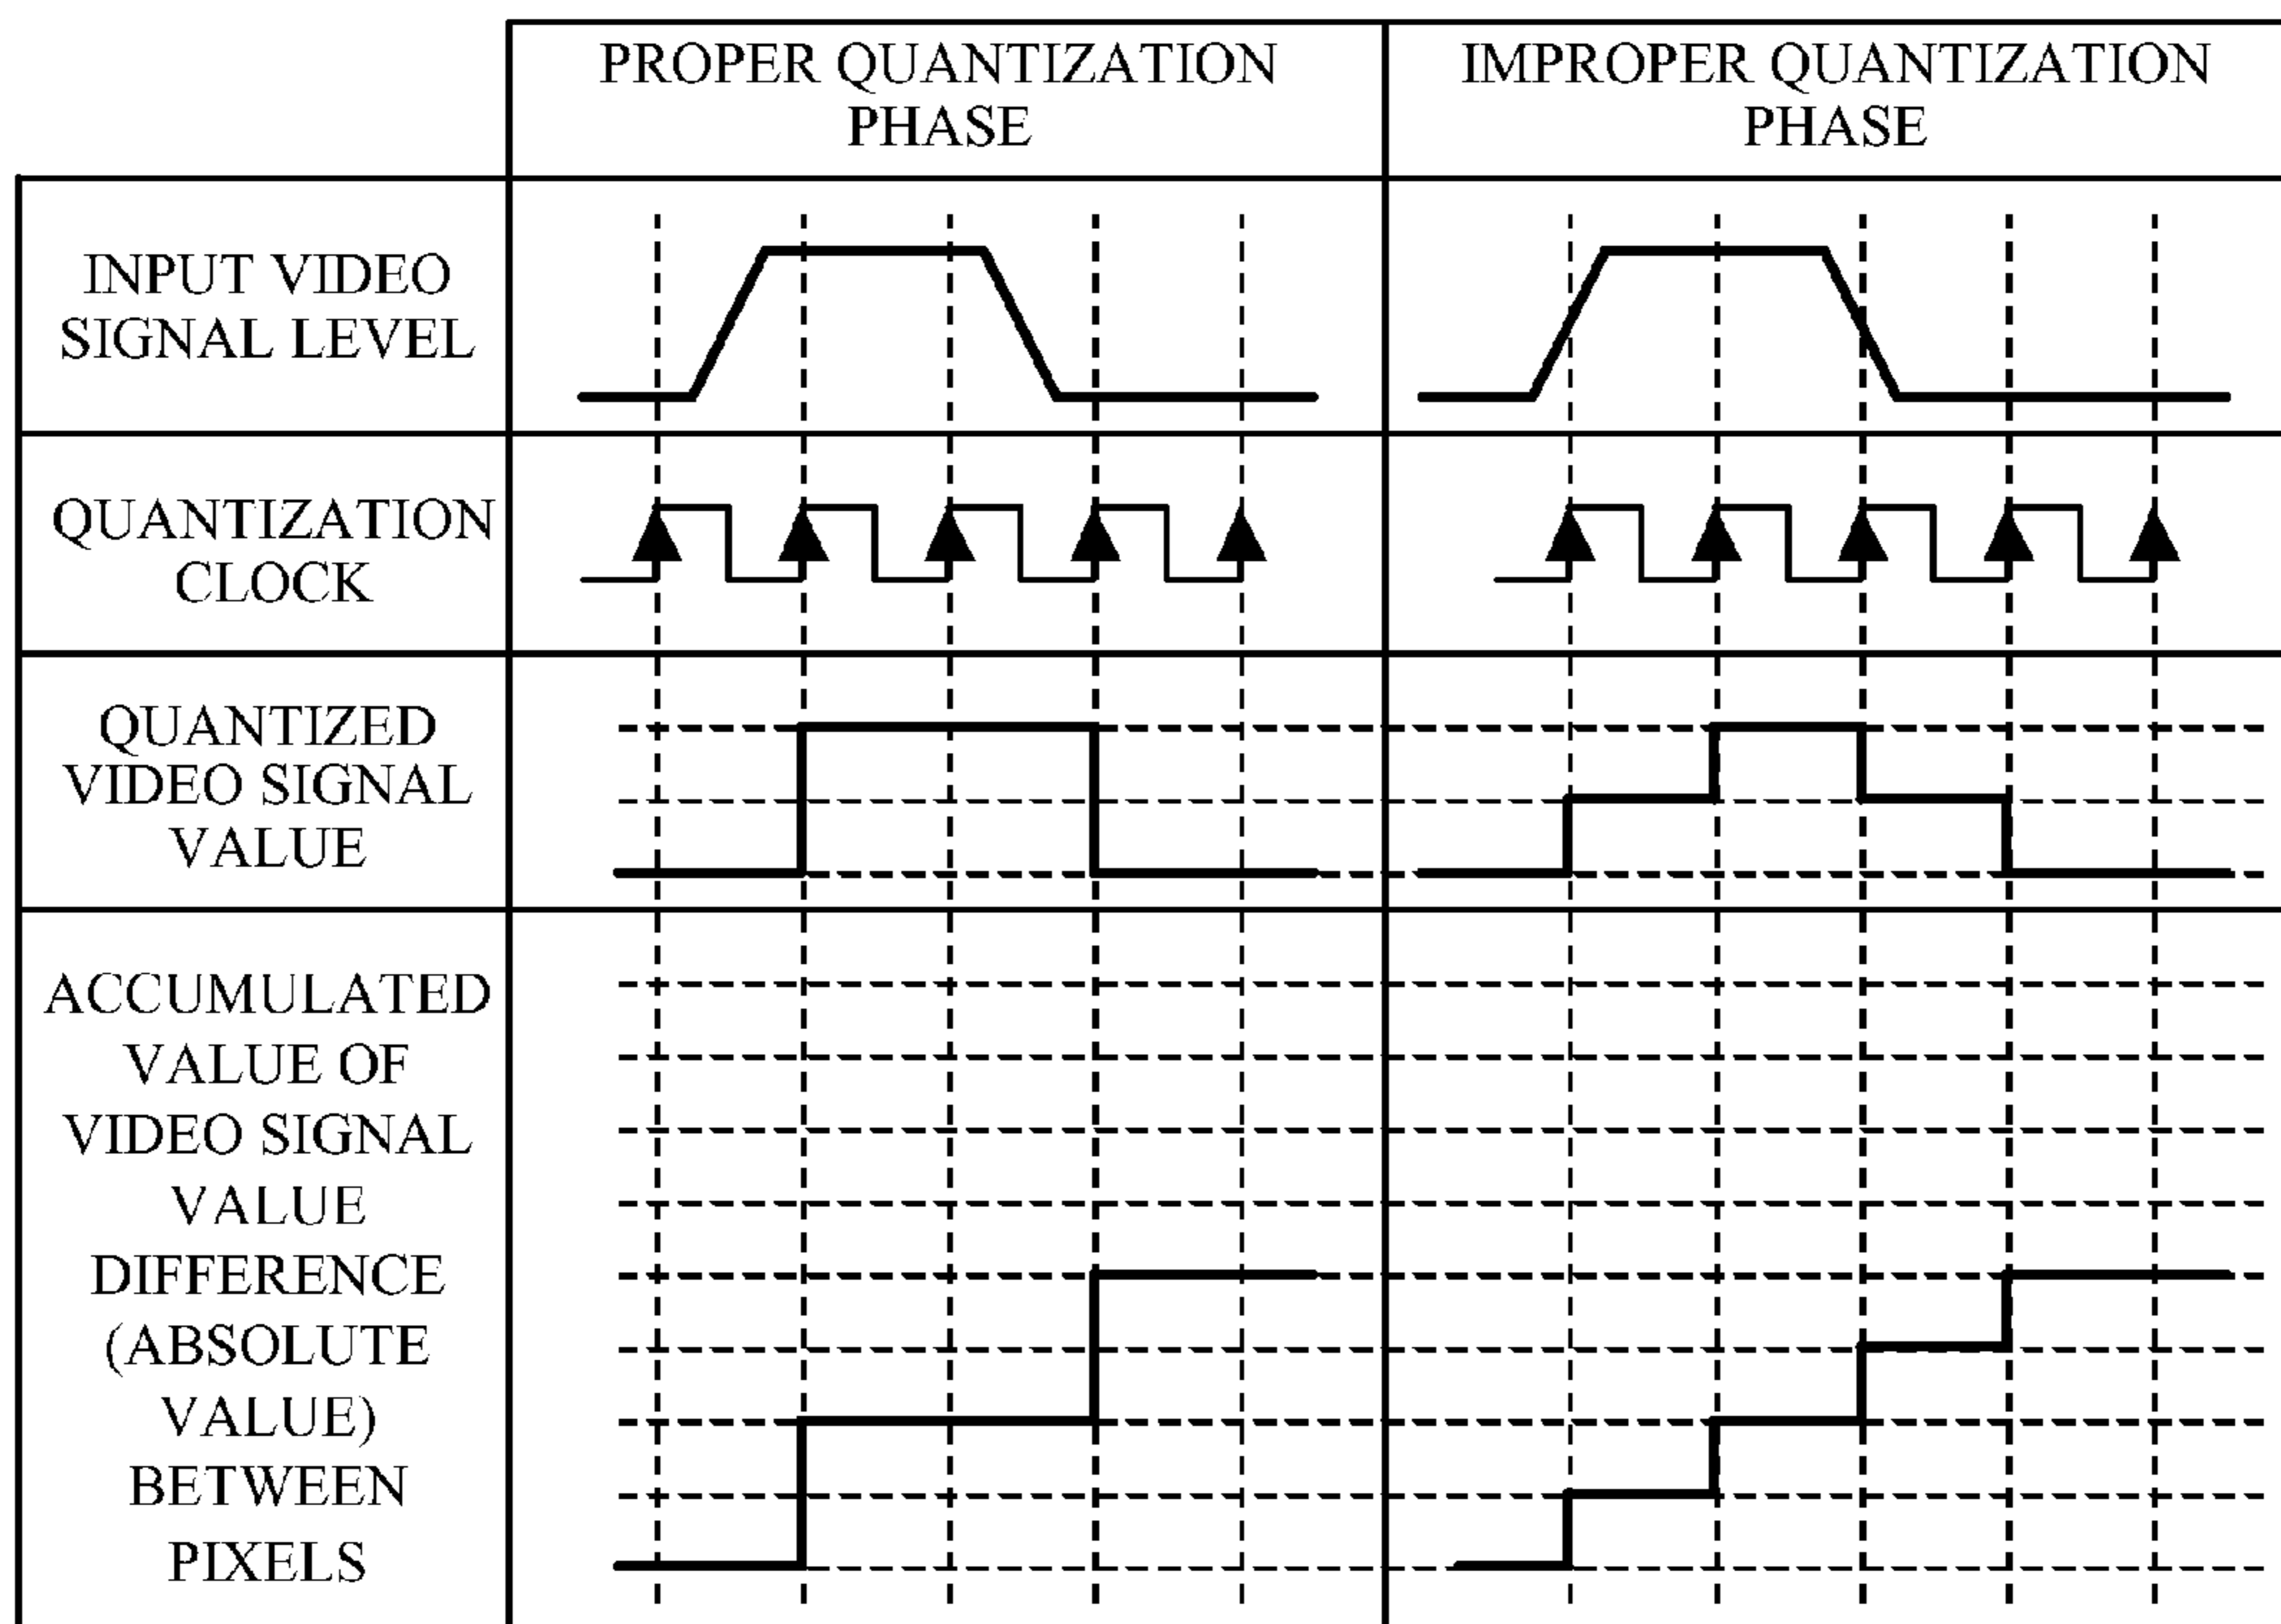 PROPER QUANTIZATION
PHASE
IMPROPER QUANTIZATION
PHASE
INPUT VIDEO
SIGNAL LEVEL
QUANTIZATION
CLOCK
QUANTIZED
VIDEO SIGNAL
VALUE
ACCUMULATED
VALUE OF
VIDEO SIGNAL
VALUE
DIFFERENCE
(ABSOLUTE
VALUE)
BETWEEN
PIXELS